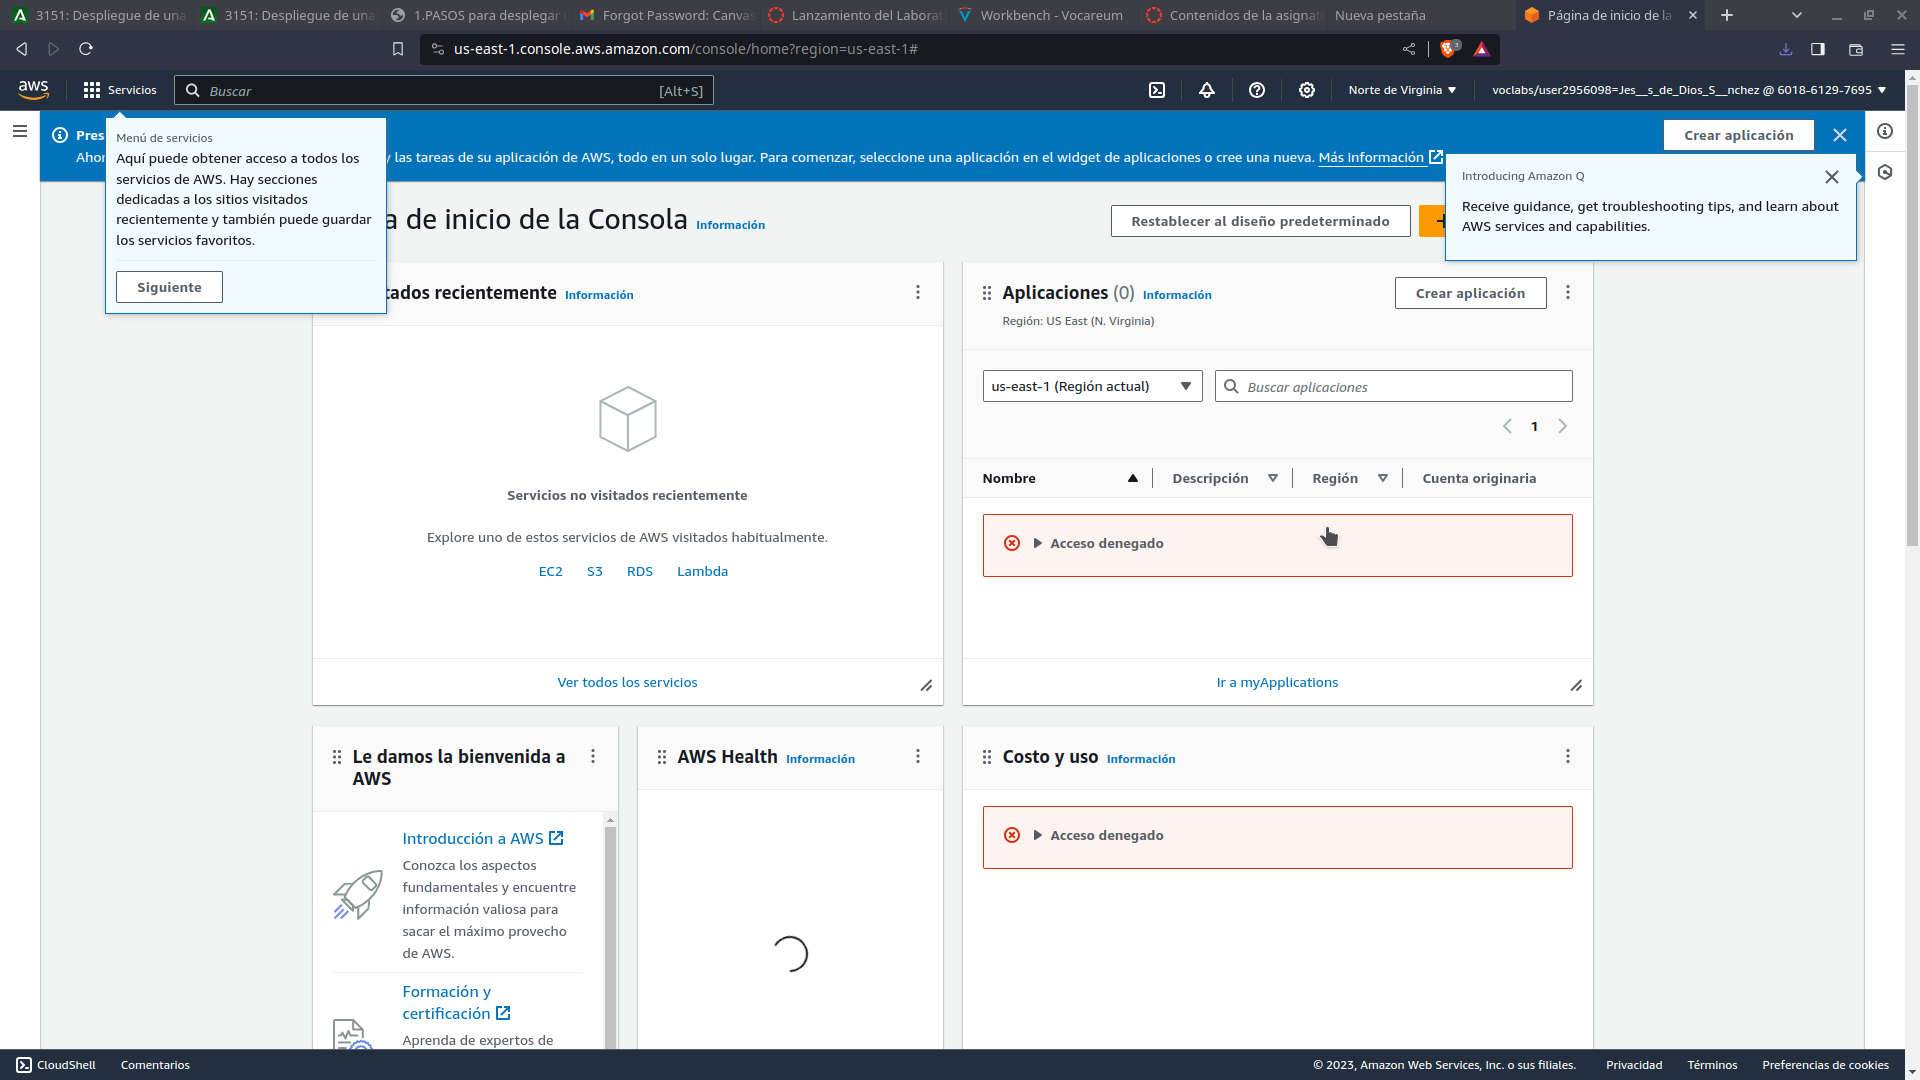 3151: Despliegue de una
3151: Despliegue de una
1.PASOS para desplegar
Forgot Password: Canvas
Lanzamiento del Laborat
Workbench - Vocareum
Contenidos de la asignat
Nueva pestaña
Página de inicio de la
us-east-1.console.aws.amazon.com/console/home?region=us-east-1#
3
aws
Servicios
Buscar
[Alt+S]
Norte de Virginia
voclabs/user2956098=Jes__s_de_Dios_S__nchez @ 6018-6129-7695
Pres
Ahor
y las tareas de su aplicación de AWS, todo en un solo lugar. Para comenzar, seleccione una aplicación en el widget de aplicaciones o cree una nueva. Más información
Crear aplicación
Menú de servicios
Aquí puede obtener acceso a todos los
servicios de AWS. Hay secciones
dedicadas a los sitios visitados
recientemente y también puede guardar
los servicios favoritos.
Siguiente
Introducing Amazon Q
Receive guidance, get troubleshooting tips, and learn about
AWS services and capabilities.
a de inicio de la Consola Información
Restablecer al diseño predeterminado
+
tados recientemente Información
Servicios no visitados recientemente
Explore uno de estos servicios de AWS visitados habitualmente.
EC2 S3 RDS Lambda
Ver todos los servicios
Aplicaciones (0) Información
Región: US East (N. Virginia)
Crear aplicación
us-east-1 (Región actual)
Buscar aplicaciones
1
Nombre
Descripción
Región
Cuenta originaria
Acceso denegado
Ir a myApplications
Le damos la bienvenida a
AWS
Introducción a AWS
Conozca los aspectos
fundamentales y encuentre
información valiosa para
sacar el máximo provecho
de AWS.
Formación y
certificación
Aprenda de expertos de
AWS Health Información
Costo y uso Información
Acceso denegado
CloudShell
Comentarios
© 2023, Amazon Web Services, Inc. o sus filiales.
Privacidad
Términos
Preferencias de cookies